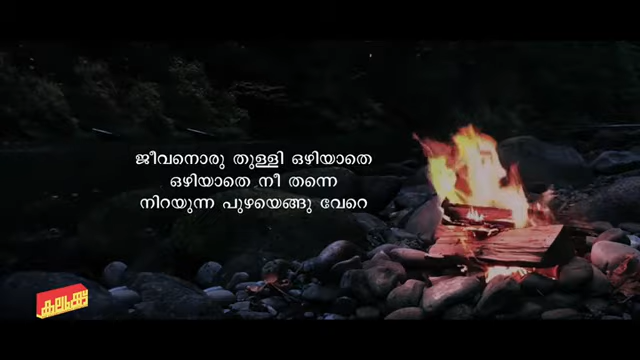 ജീവനൊരു തുള്ളി ഒഴിയാതെ
ഒഴിയാതെ നീ തന്നെ
നിറയുന്ന പുഴയെങ്ങു വേറെ